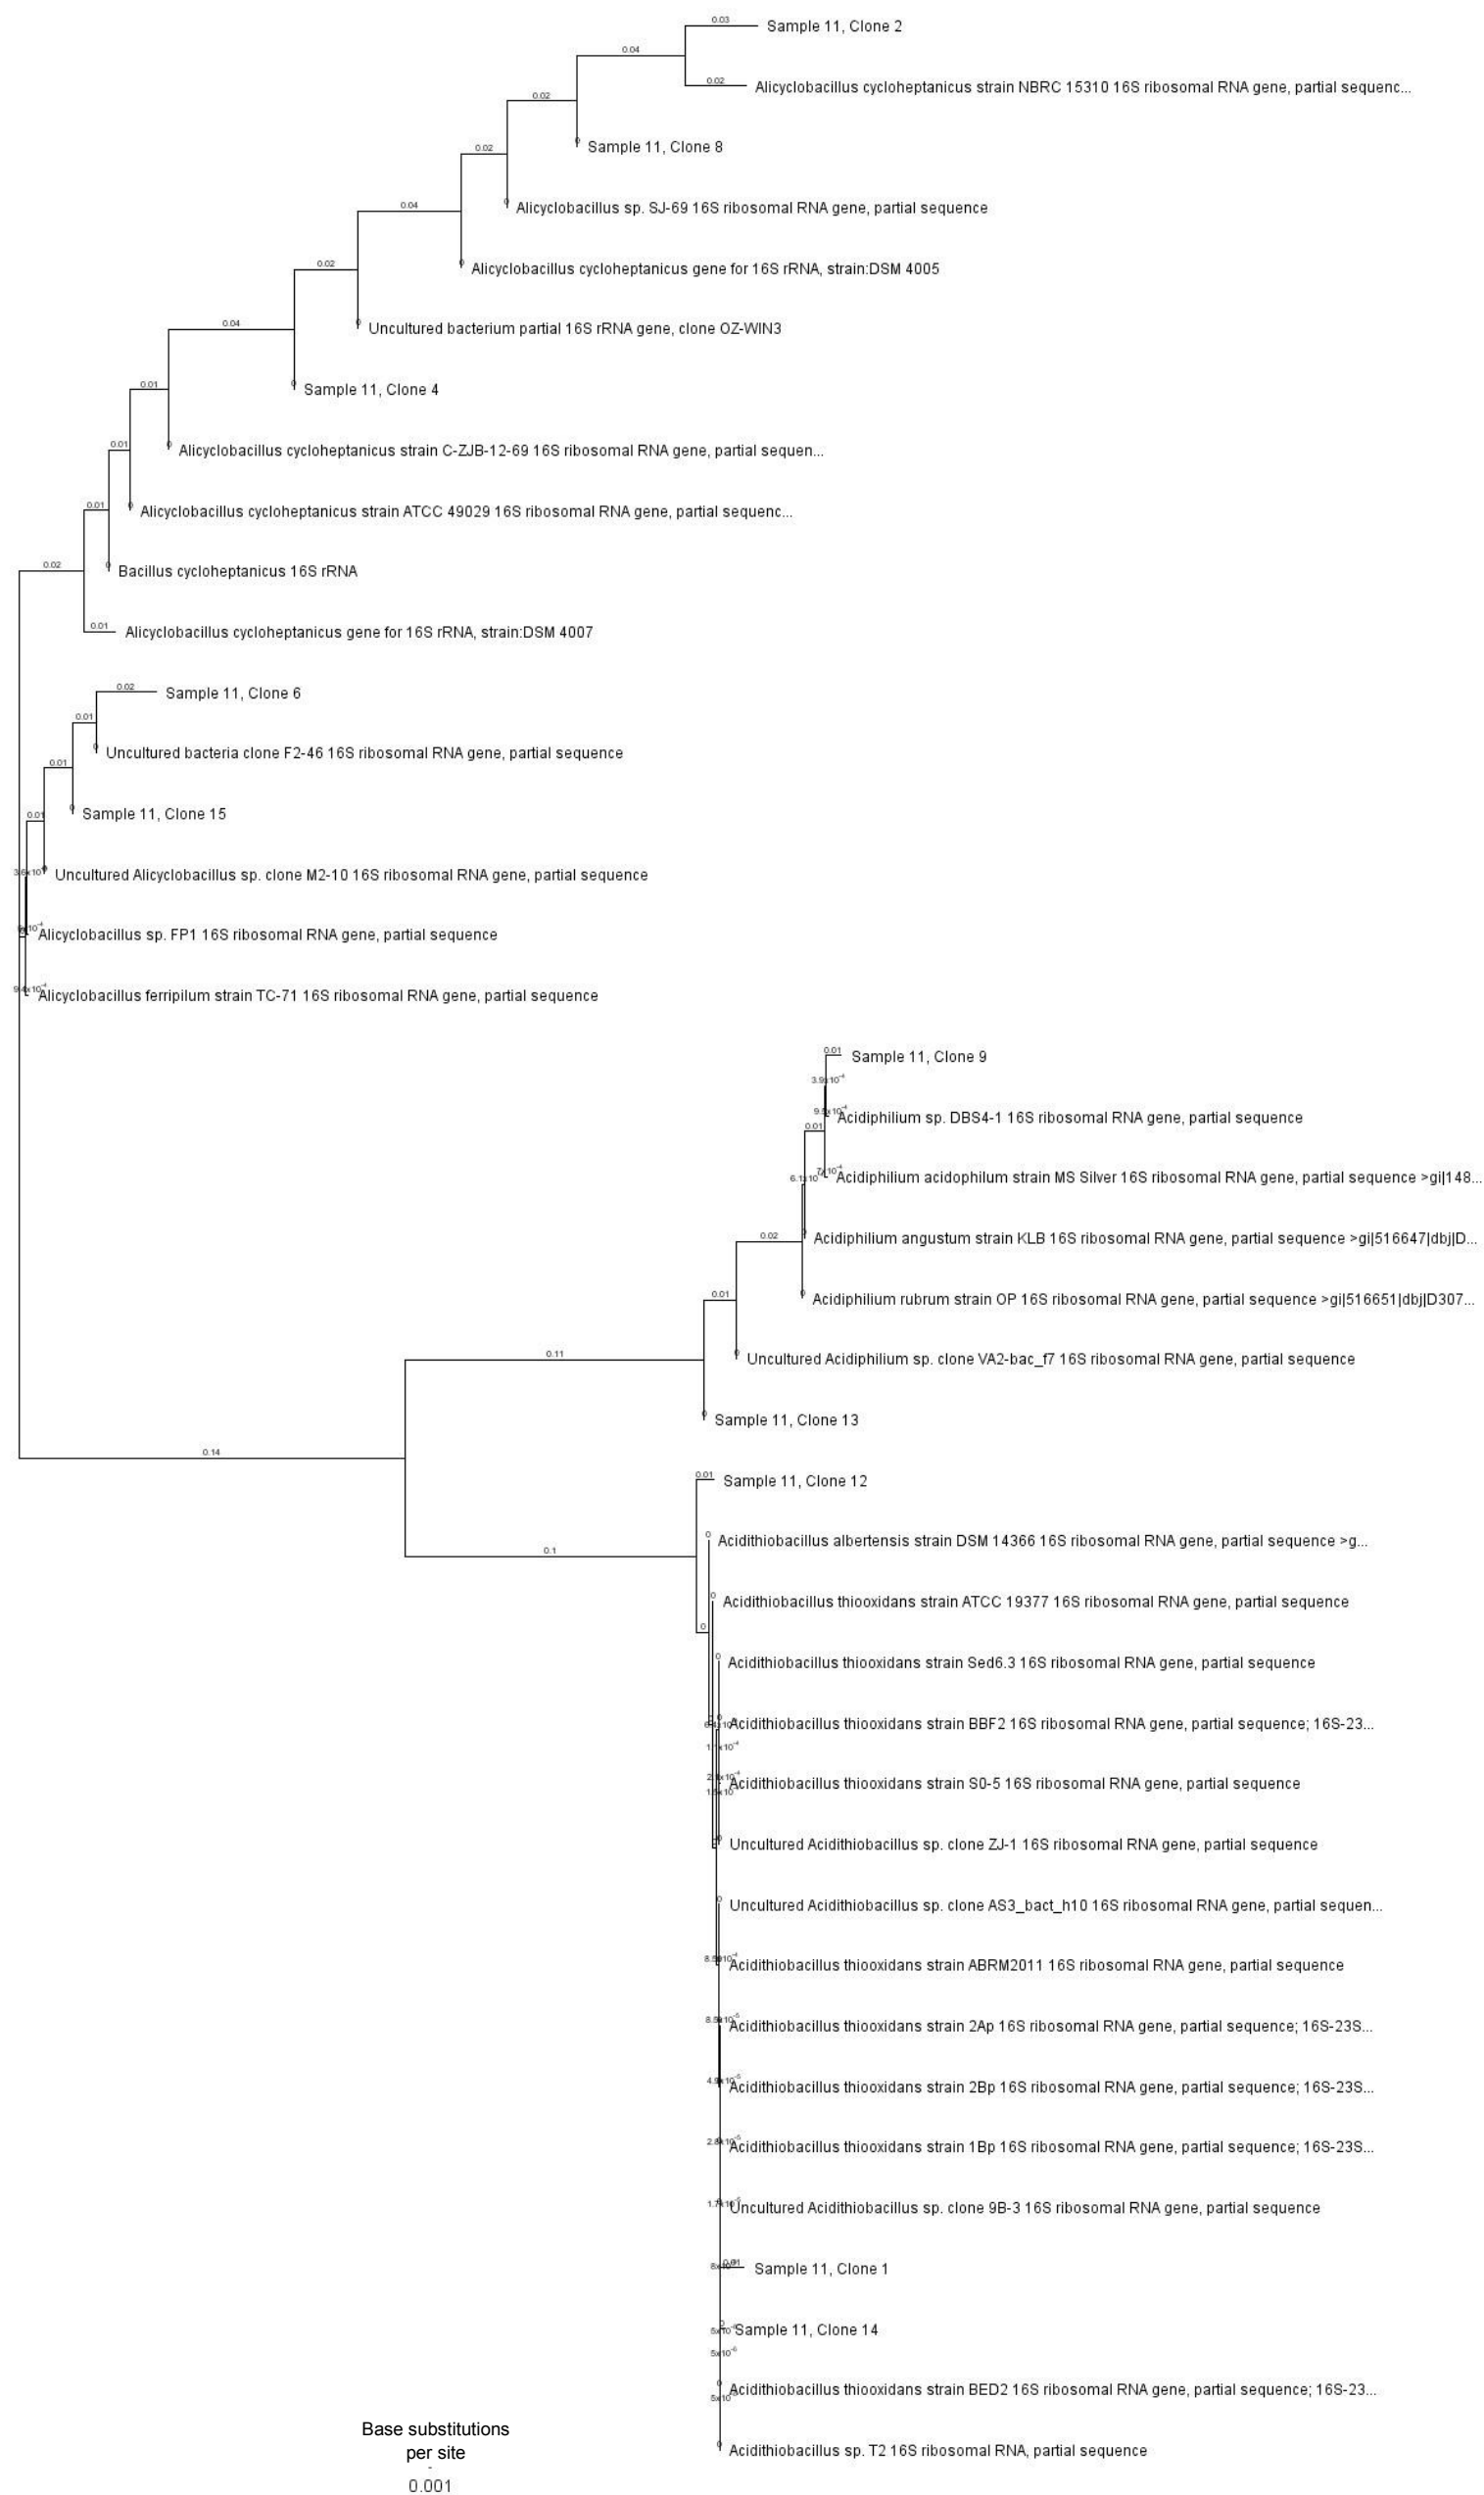 0.03
Sample 11, Clone 2
0.04
0.02
Alicyclobacillus cycloheptanicus strain NBRC 15310 16S ribosomal RNA gene, partial sequenc...
0.02
0
Sample 11, Clone 8
0.02
0
Alicyclobacillus sp. SJ-69 16S ribosomal RNA gene, partial sequence
0.04
0
Alicyclobacillus cycloheptanicus gene for 16S rRNA, strain:DSM 4005
0.02
0
Uncultured bacterium partial 16S rRNA gene, clone OZ-WIN3
0.04
0
Sample 11, Clone 4
0.01
0
Alicyclobacillus cycloheptanicus strain C-ZJB-12-69 16S ribosomal RNA gene, partial sequen...
0.01
0
Alicyclobacillus cycloheptanicus strain ATCC 49029 16S ribosomal RNA gene, partial sequenc...
0.01
0
Bacillus cycloheptanicus 16S rRNA
0.02
0.01
Alicyclobacillus cycloheptanicus gene for 16S rRNA, strain:DSM 4007
0.02
Sample 11, Clone 6
0.01
0
Uncultured bacteria clone F2-46 16S ribosomal RNA gene, partial sequence
0.01
0
Sample 11, Clone 15
0.01
0
Uncultured Alicyclobacillus sp. clone M2-10 16S ribosomal RNA gene, partial sequence
Alicyclobacillus sp. FP1 16S ribosomal RNA gene, partial sequence
Alicyclobacillus ferripilum strain TC-71 16S ribosomal RNA gene, partial sequence
0.01
Sample 11, Clone 9
Acidiphilium sp. DBS4-1 16S ribosomal RNA gene, partial sequence
0.01
Acidiphilium acidophilum strain MS Silver 16S ribosomal RNA gene, partial sequence >gi|148...
0.02
Acidiphilium angustum strain KLB 16S ribosomal RNA gene, partial sequence >gi|516647|dbj|D...
0.01
0
Acidiphilium rubrum strain OP 16S ribosomal RNA gene, partial sequence >gi|516651|dbj|D307...
0.11
0
Uncultured Acidiphilium sp. clone VA2-bac_f7 16S ribosomal RNA gene, partial sequence
0
Sample 11, Clone 13
0.14
0.01
Sample 11, Clone 12
0
Acidithiobacillus albertensis strain DSM 14366 16S ribosomal RNA gene, partial sequence >g...
0.1
0
Acidithiobacillus thiooxidans strain ATCC 19377 16S ribosomal RNA gene, partial sequence
0
0
Acidithiobacillus thiooxidans strain Sed6.3 16S ribosomal RNA gene, partial sequence
Acidithiobacillus thiooxidans strain BBF2 16S ribosomal RNA gene, partial sequence; 16S-23...
Acidithiobacillus thiooxidans strain S0-5 16S ribosomal RNA gene, partial sequence
Uncultured Acidithiobacillus sp. clone ZJ-1 16S ribosomal RNA gene, partial sequence
0
Uncultured Acidithiobacillus sp. clone AS3_bact_h10 16S ribosomal RNA gene, partial sequen...
Acidithiobacillus thiooxidans strain ABRM2011 16S ribosomal RNA gene, partial sequence
Acidithiobacillus thiooxidans strain 2Ap 16S ribosomal RNA gene, partial sequence; 16S-23S...
Acidithiobacillus thiooxidans strain 2Bp 16S ribosomal RNA gene, partial sequence; 16S-23S...
Acidithiobacillus thiooxidans strain 1Bp 16S ribosomal RNA gene, partial sequence; 16S-23S...
Uncultured Acidithiobacillus sp. clone 9B-3 16S ribosomal RNA gene, partial sequence
Sample 11, Clone 1
Sample 11, Clone 14
Acidithiobacillus thiooxidans strain BED2 16S ribosomal RNA gene, partial sequence; 16S-23...
0
Acidithiobacillus sp. T2 16S ribosomal RNA, partial sequence
Base substitutions
per site
0.001